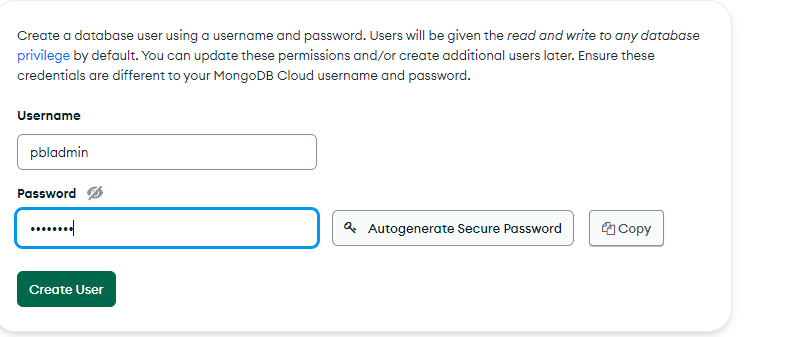 Create a database user using a username and password. Users will be given the read and write to any database
privilege by default. You can update these permissions and/or create additional users later. Ensure these
credentials are different to your MongoDB Cloud username and password.
Username
pbladmin
Password
••••••••
Autogenerate Secure Password
Copy
Create User